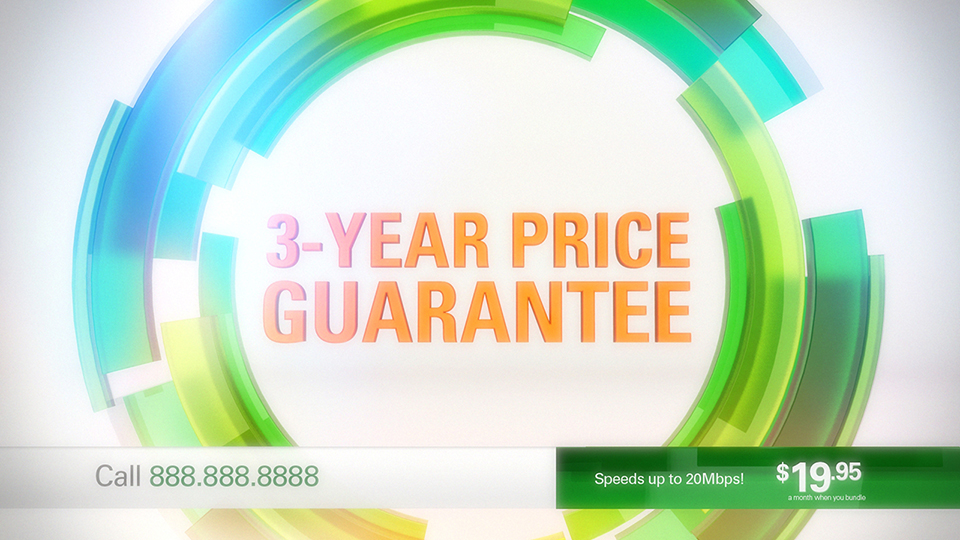 3-YEAR PRICE
GUARANTEE
Call 888.888.8888
Speeds up to 20Mbps!
$19.95
a month when you bundle